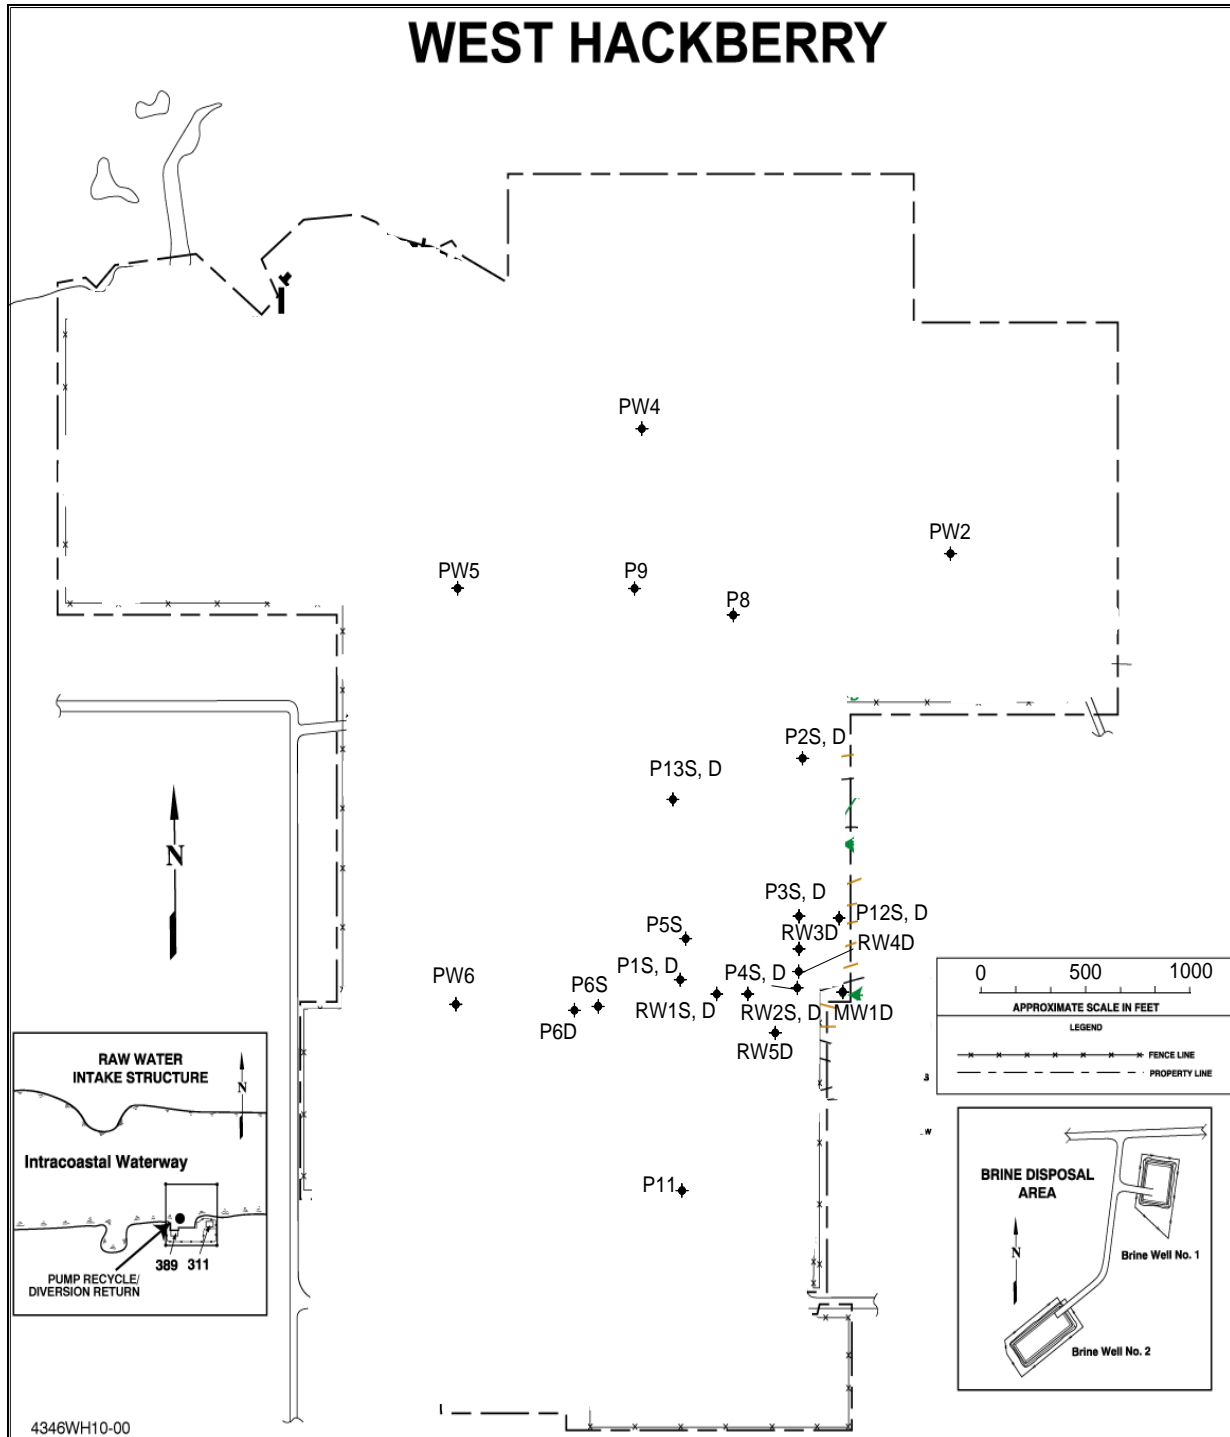 WEST HACKBERRY
PW4
PW2
PW5
P9
P8
P2S, D
P13S, D
N
P3S, D
P12S, D
P5S
RW3D
RW4D
P1S, D
P4S, D
PW6
P6S
RW1S, D
RW2S, D
MW1D
P6D
RW5D
0 500 1000
APPROXIMATE SCALE IN FEET
LEGEND
FENCE LINE
PROPERTY LINE
S
W
RAW WATER
INTAKE STRUCTURE
N
Intracoastal Waterway
389 311
PUMP RECYCLE/
DIVERSION RETURN
P11
BRINE DISPOSAL
AREA
N
Brine Well No. 1
Brine Well No. 2
4346WH10-00